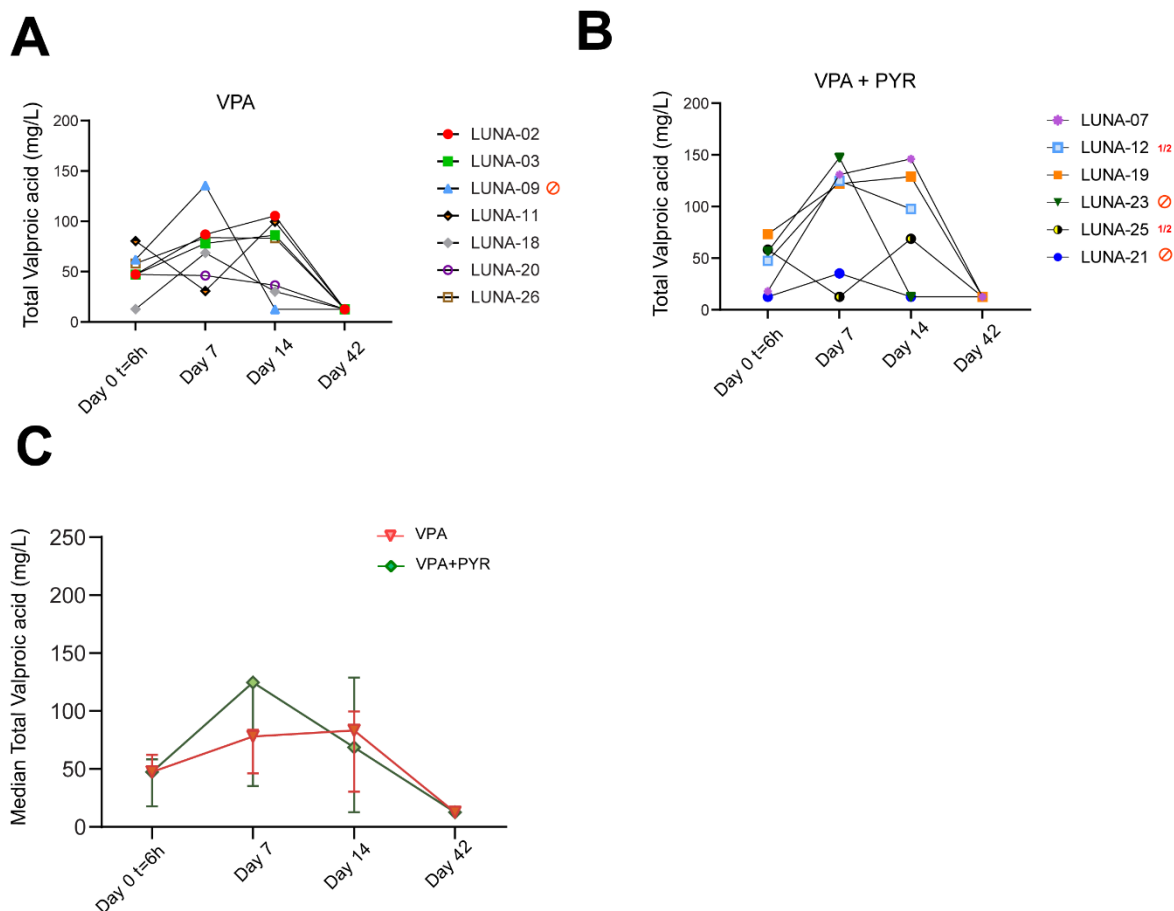 A
VPA
Total Valproic acid (mg/L)
200
150
100
50
0
Day 0 t=6h
Day 7
Day 14
Day 42
LUNA-02
LUNA-03
LUNA-09
LUNA-11
LUNA-18
LUNA-20
LUNA-26
B
VPA + PYR
Total Valproic acid (mg/L)
200
150
100
50
0
Day 0 t=6h
Day 7
Day 14
Day 42
LUNA-07
LUNA-12 1/2
LUNA-19
LUNA-23
LUNA-25 1/2
LUNA-21
C
Median Total Valproic acid (mg/L)
250
200
150
100
50
0
Day 0 t=6h
Day 7
Day 14
Day 42
VPA
VPA+PYR